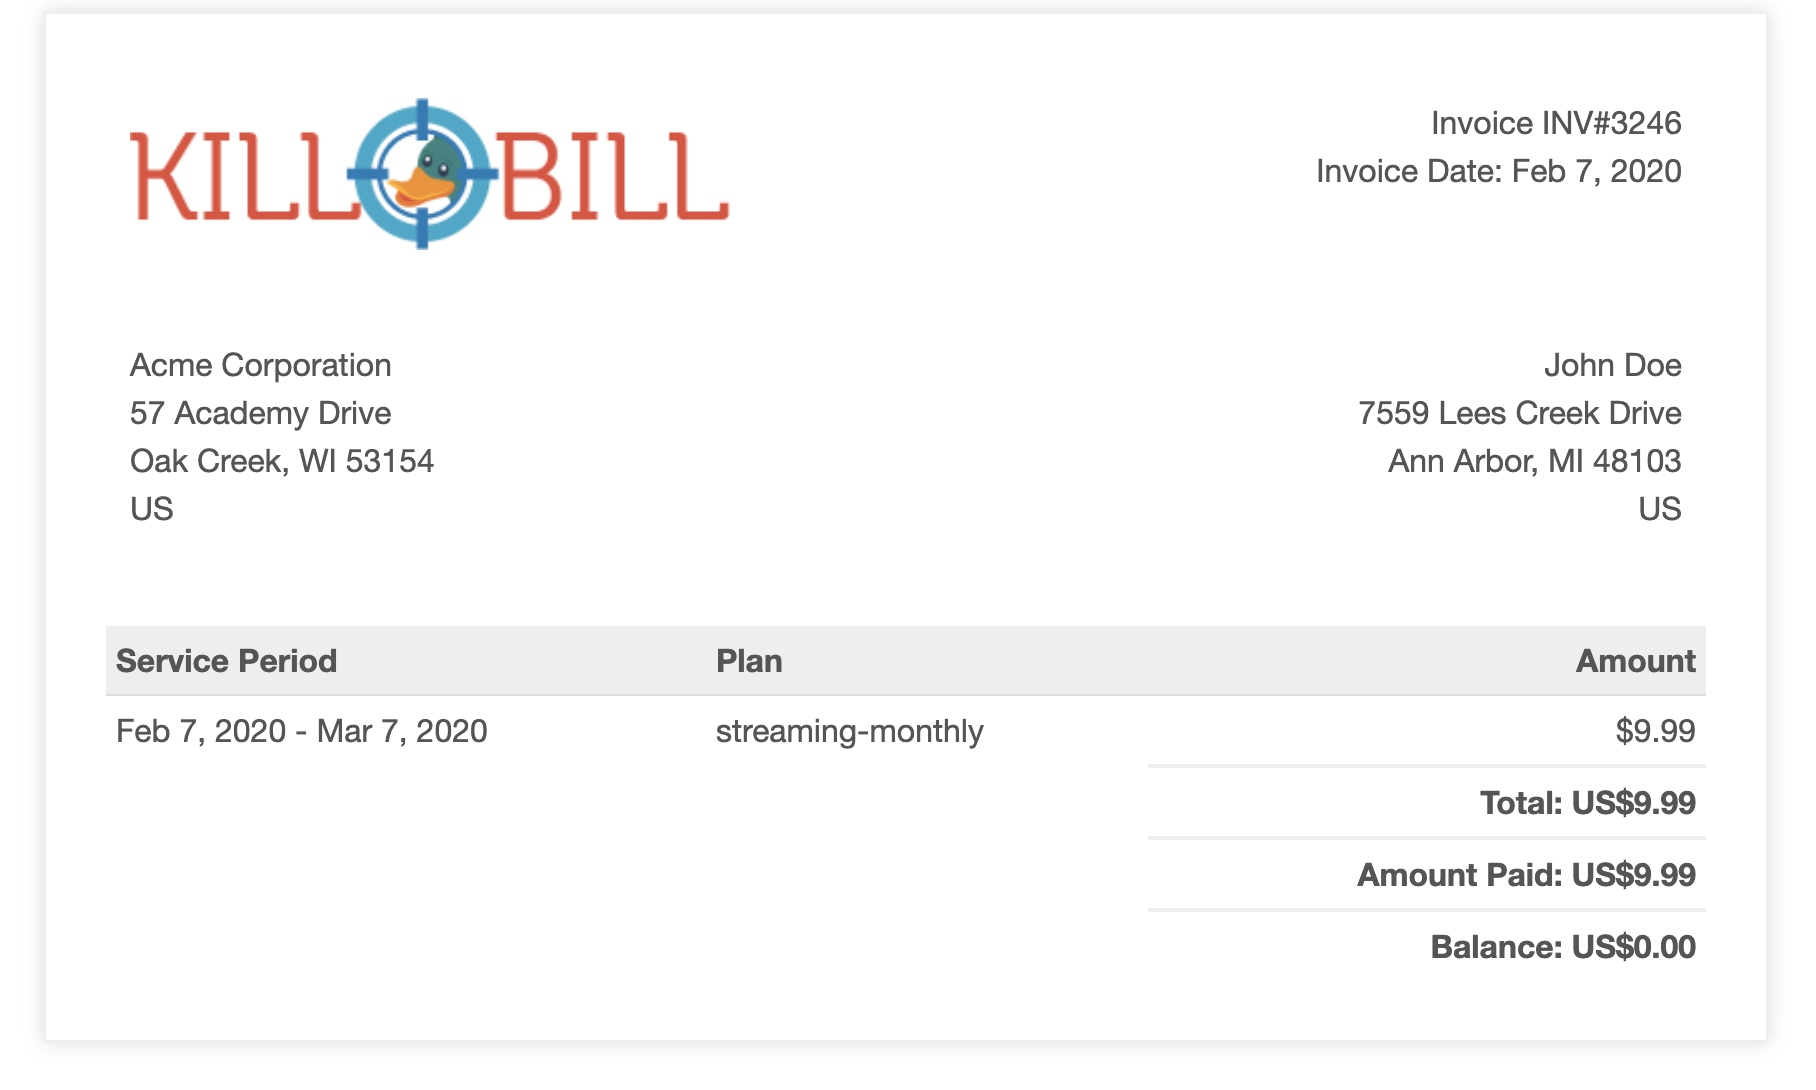 KILL BILL
Invoice INV#3246
Invoice Date: Feb 7, 2020
Acme Corporation
57 Academy Drive
Oak Creek, WI 53154
US
John Doe
7559 Lees Creek Drive
Ann Arbor, MI 48103
US
Service Period Plan Amount
Feb 7, 2020 - Mar 7, 2020 streaming-monthly $9.99
Total: US$9.99
Amount Paid: US$9.99
Balance: US$0.00